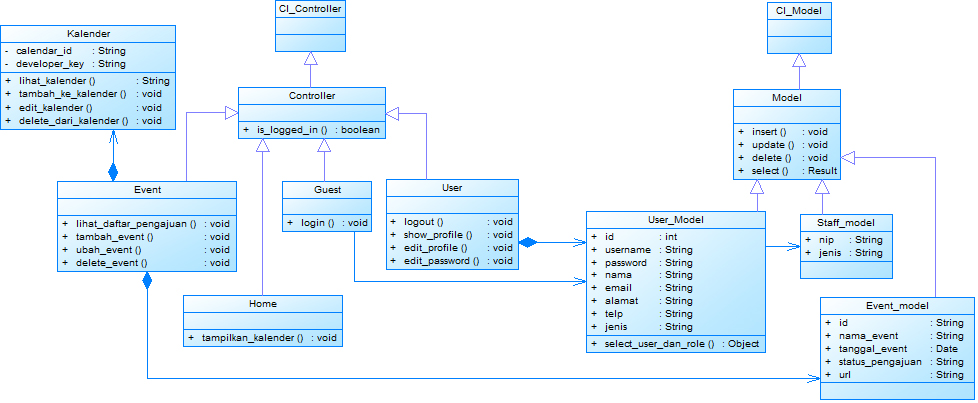 CI_Controller
CI_Model
Kalender
- calendar_id : String
- developer_key : String
+ lihat_kalender () : String
+ tambah_ke_kalender () : void
+ edit_kalender () : void
+ delete_dari_kalender () : void
Controller
+ is_logged_in () : boolean
Model
+ insert () : void
+ update () : void
+ delete () : void
+ select () : Result
Event
+ lihat_daftar_pengajuan () : void
+ tambah_event () : void
+ ubah_event () : void
+ delete_event () : void
Guest
+ login () : void
User
+ logout () : void
+ show_profile () : void
+ edit_profile () : void
+ edit_password () : void
User_Model
+ id : int
+ username : String
+ password : String
+ nama : String
+ email : String
+ alamat : String
+ telp : String
+ jenis : String
+ select_user_dan_role () : Object
Staff_model
+ nip : String
+ jenis : String
Home
+ tampilkan_kalender () : void
Event_model
+ id : String
+ nama_event : String
+ tanggal_event : Date
+ status_pengajuan : String
+ url : String